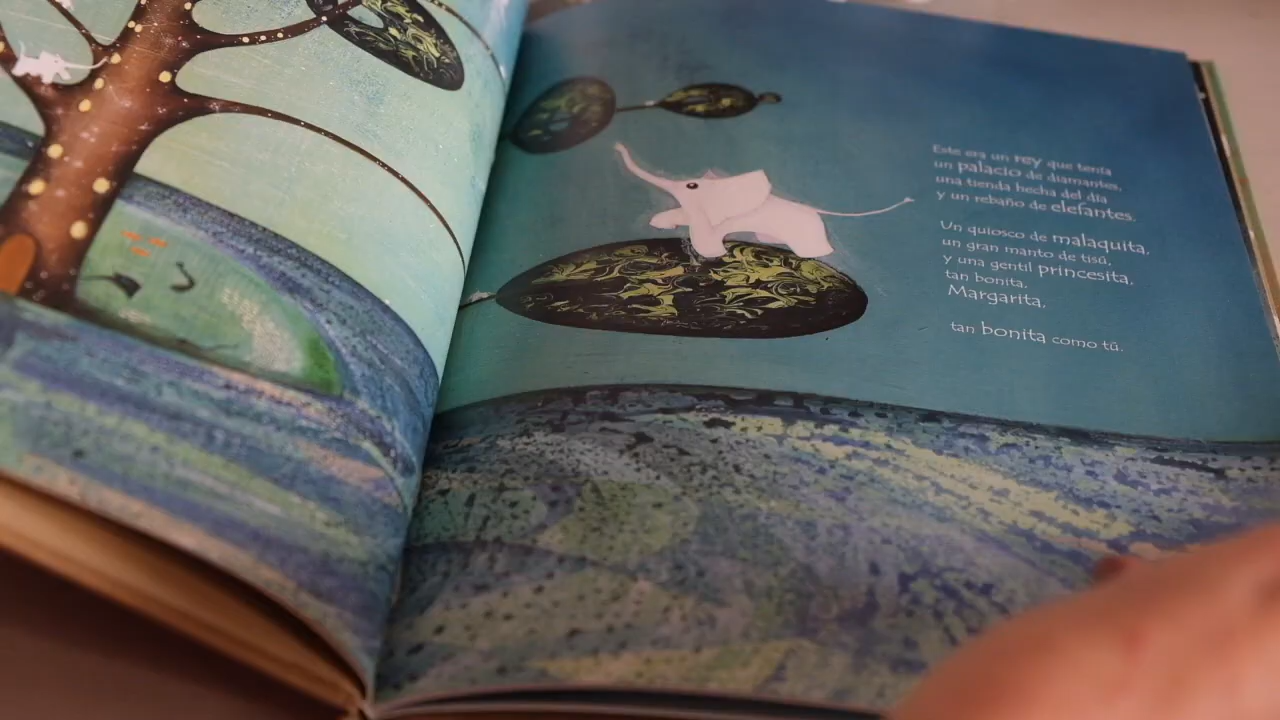 Este era un rey que tenía
un palacio de diamantes,
una tienda hecha del día
y un rebaño de elefantes.
Un quiosco de malaquita,
un gran manto de tisú,
y una gentil princesita,
tan bonita,
Margarita,
tan bonita como tú.